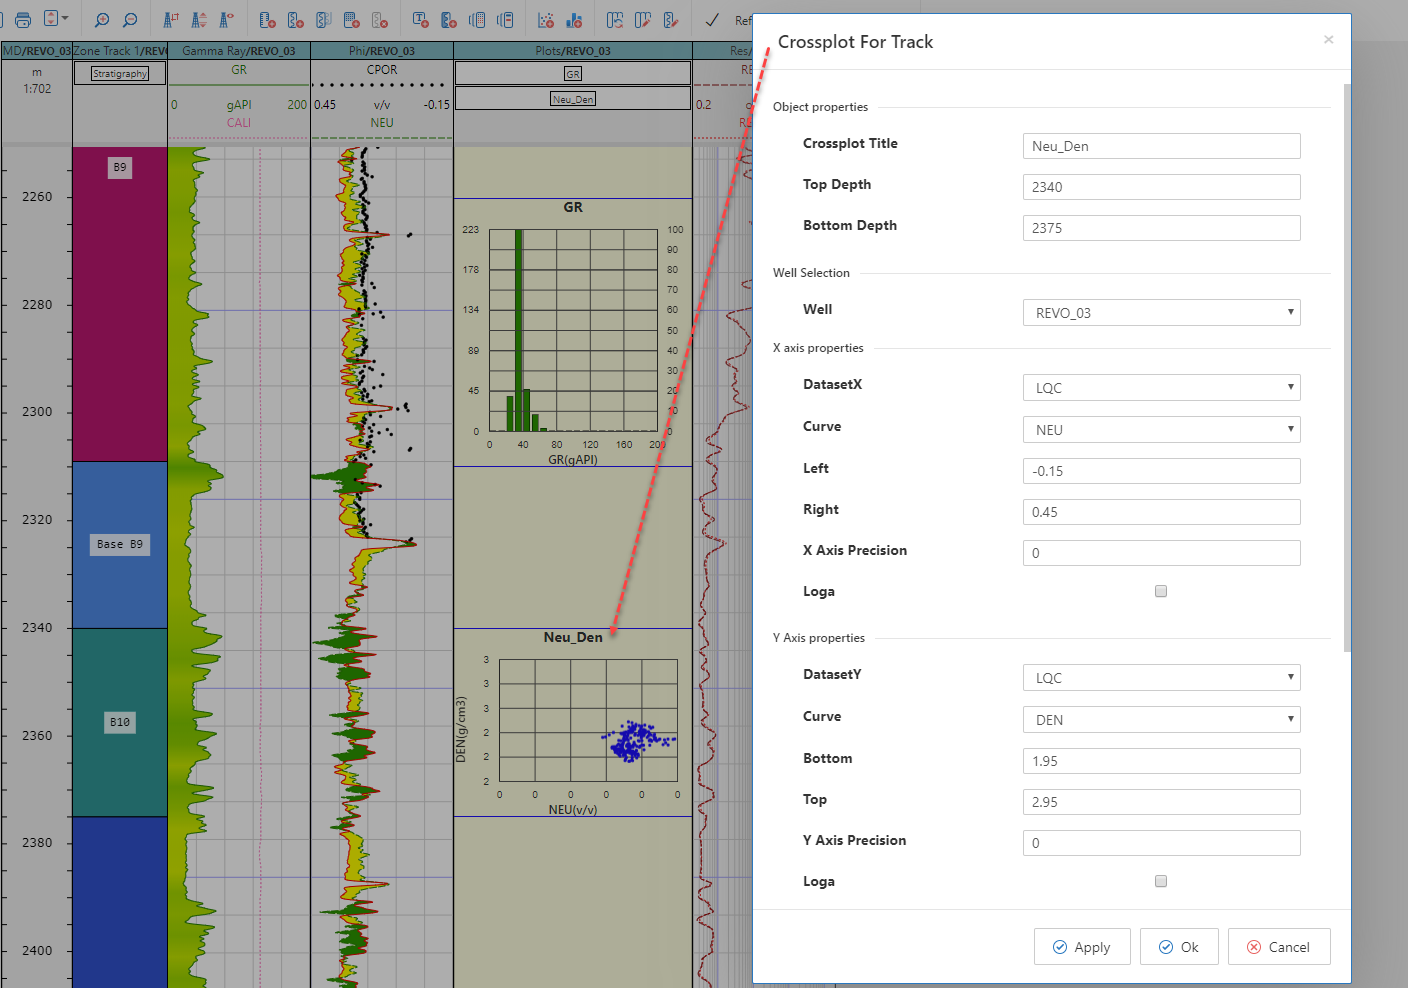 Ref
MD/REVO_03
Zone Track 1/REVO
Gamma Ray/REVO_03
Phi/REVO_03
Plots/REVO_03
Res/
m
1:702
Stratigraphy
GR
0 gAPI 200
CALI
CPOR
0.45 v/v -0.15
NEU
GR
Neu_Den
RE
0.2
RE
2260
2280
2300
2320
2340
2360
2380
2400
B9
Base B9
B10
GR
223
178
134
89
45
0
100
90
80
70
60
50
40
30
20
10
0
0 40 80 120 160 200
GR(gAPI)
Neu_Den
3
3
3
2
2
2
DEN(g/cm3)
0 0 0 0 0 0
NEU(v/v)
Crossplot For Track
×
Object properties
Crossplot Title Neu_Den
Top Depth 2340
Bottom Depth 2375
Well Selection
Well REVO_03
X axis properties
DatasetX LQC
Curve NEU
Left -0.15
Right 0.45
X Axis Precision 0
Loga
Y Axis properties
DatasetY LQC
Curve DEN
Bottom 1.95
Top 2.95
Y Axis Precision 0
Loga
Apply Ok Cancel